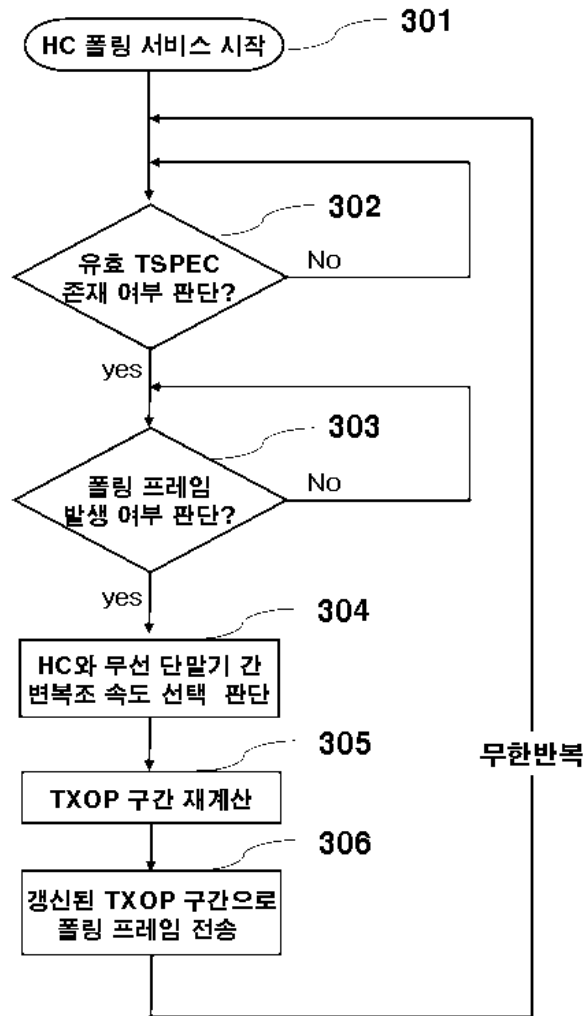 HC 폴링 서비스 시작
301
302
유효 TSPEC
존재 여부 판단?
No
yes
303
폴링 프레임
발생 여부 판단?
No
yes
304
HC와 무선 단말기 간
변복조 속도 선택 판단
305
무한반복
TXOP 구간 재계산
306
갱신된 TXOP 구간으로
폴링 프레임 전송